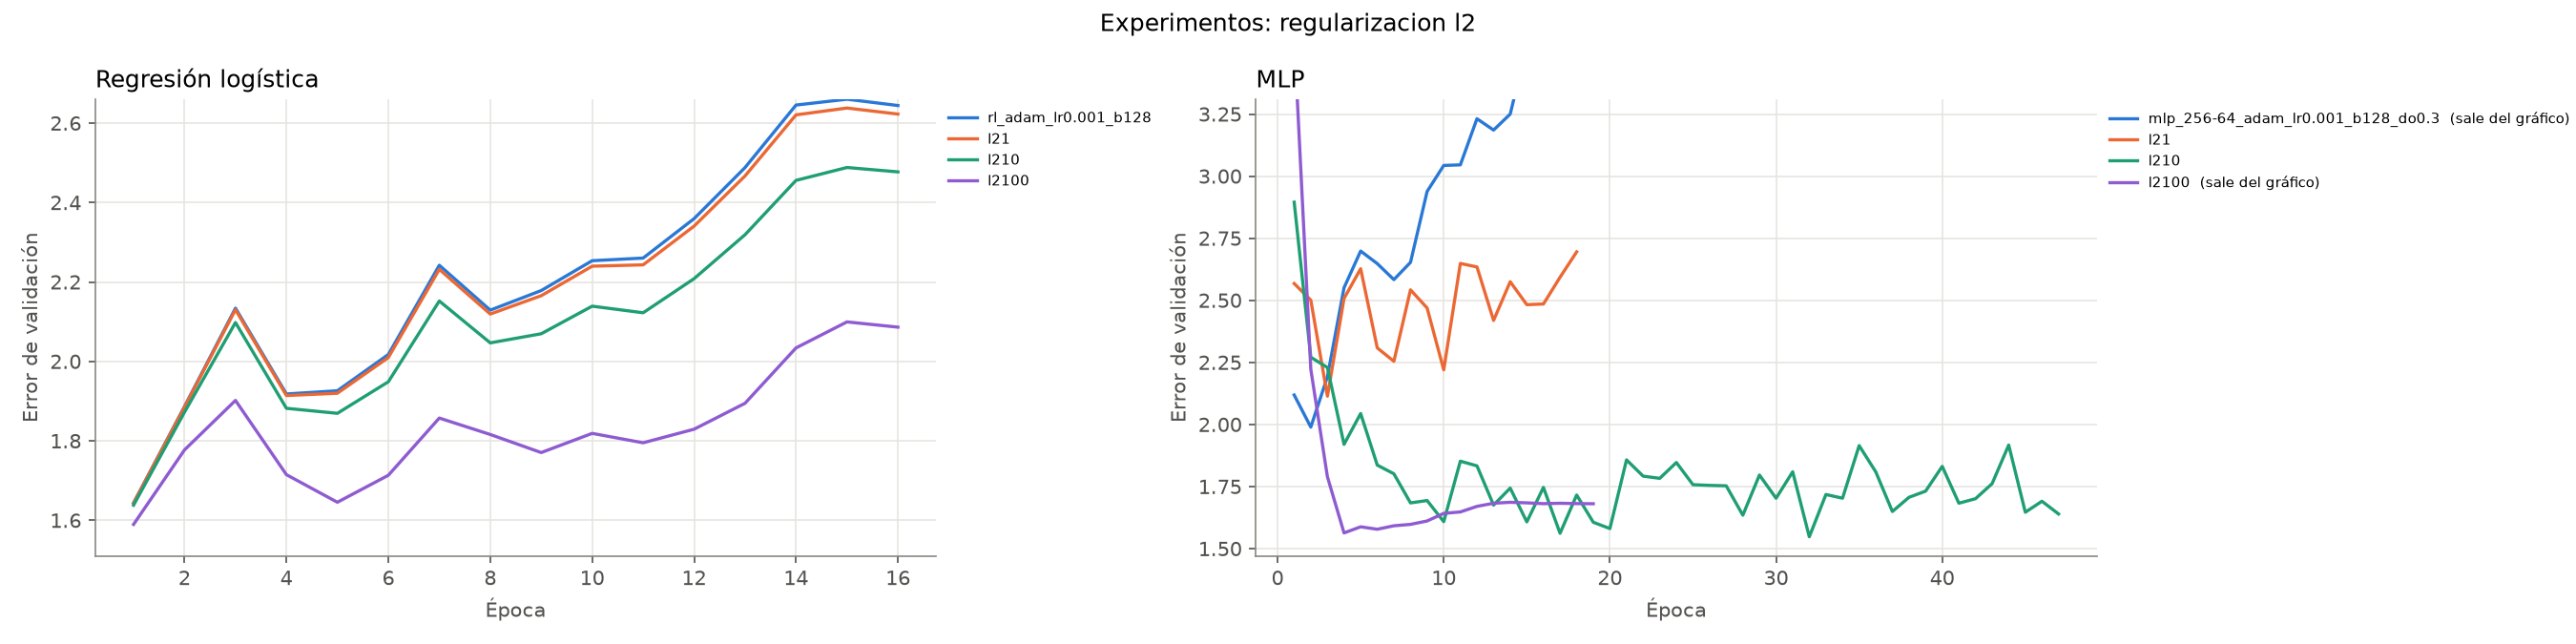 Experimentos: regularizacion l2
Regresión logística
Error de validación
2.6
2.4
2.2
2.0
1.8
1.6
2
4
6
8
10
12
14
16
Época
rl_adam_lr0.001_b128
l21
l210
l2100
MLP
Error de validación
3.25
3.00
2.75
2.50
2.25
2.00
1.75
1.50
0
10
20
30
40
Época
mlp_256-64_adam_lr0.001_b128_do0.3 (sale del gráfico)
l21
l210
l2100 (sale del gráfico)